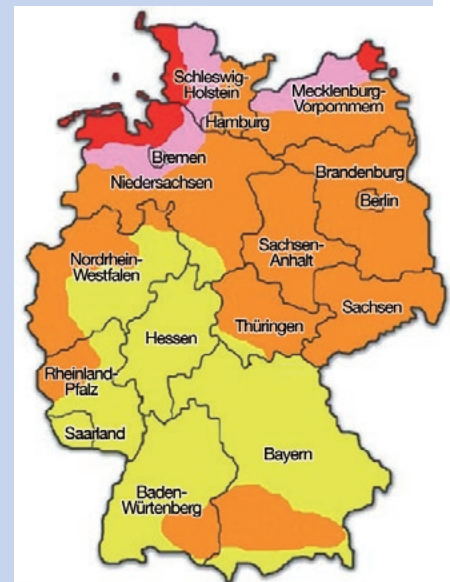 Schleswig-
Holstein
Mecklenburg-
Vorpommern
Hamburg
Bremen
Niedersachsen
Brandenburg
Berlin
Sachsen-
Anhalt
Nordrhein-
Westfalen
Sachsen
Thüringen
Hessen
Rheinland-
Pfalz
Saarland
Bayern
Baden-
Würtenberg